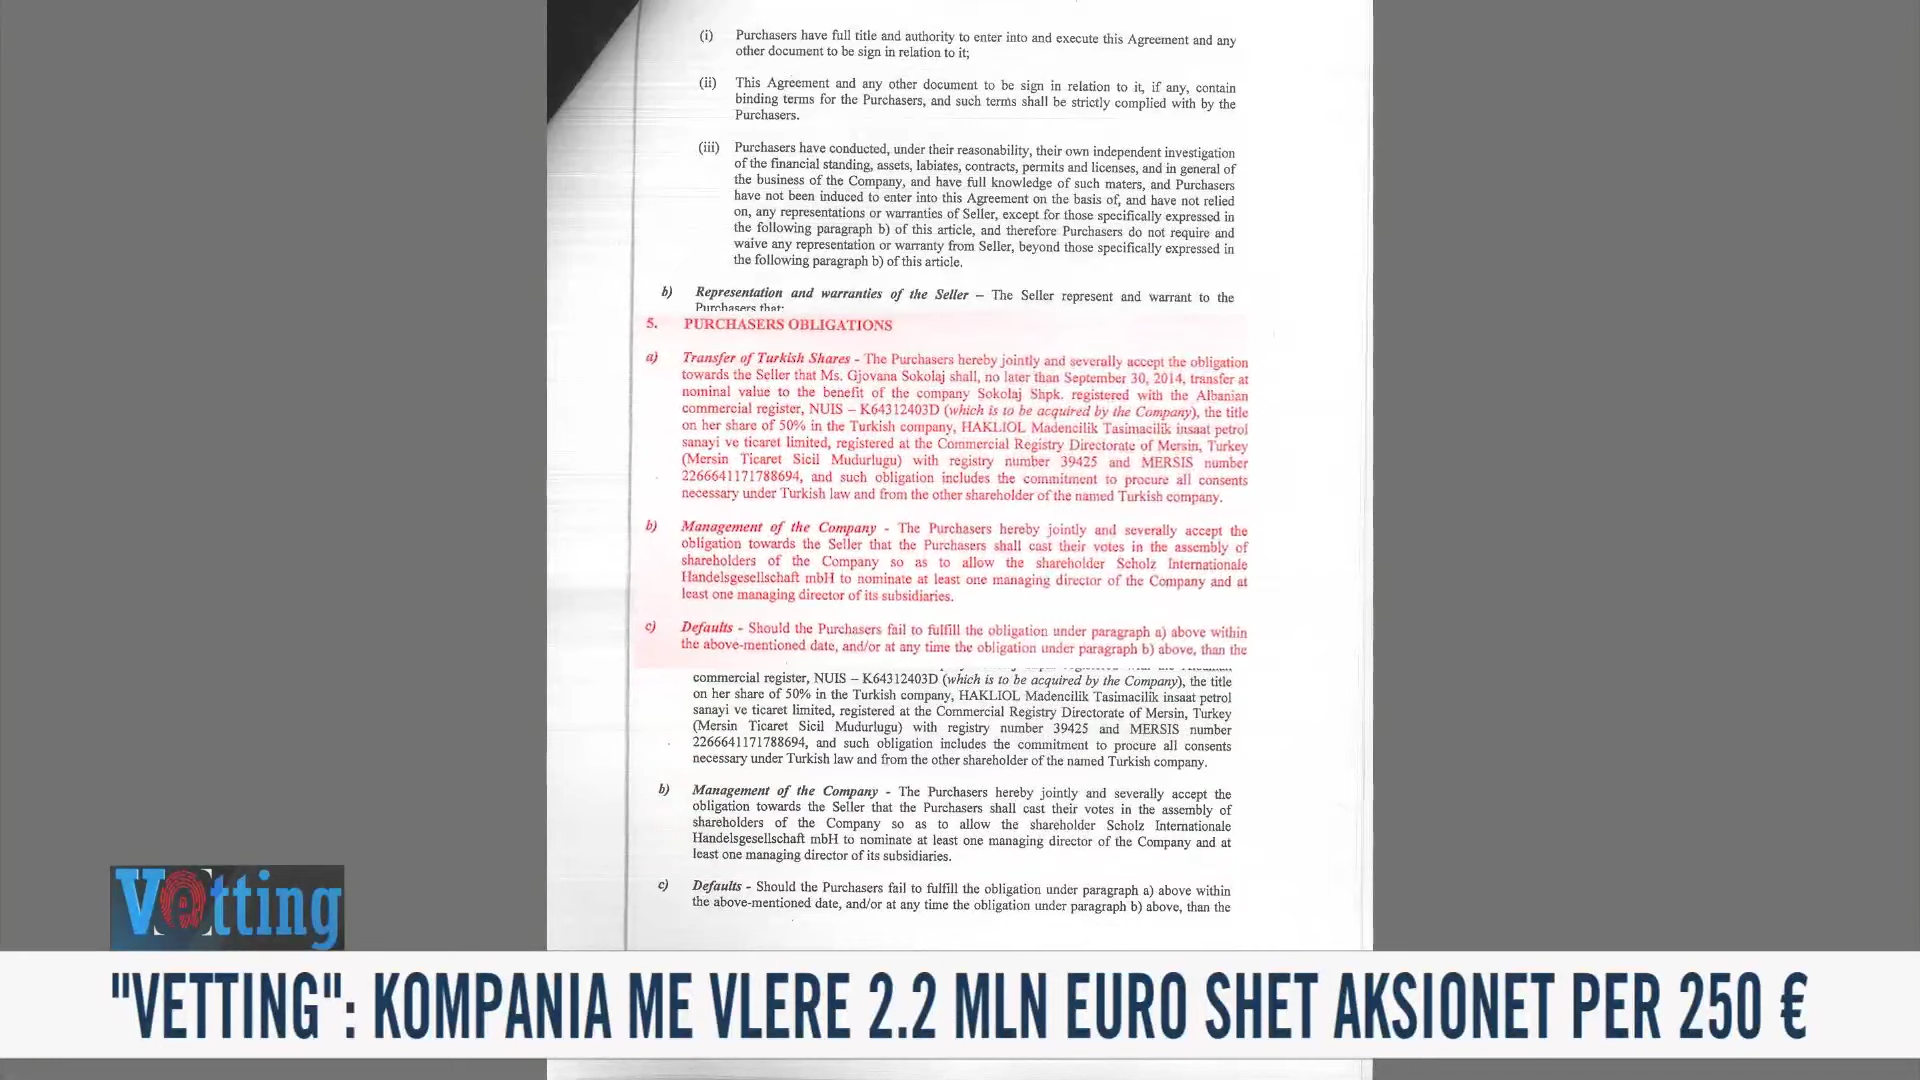 (i) Purchasers have full title and authority to enter into and execute this Agreement and any
other document to be sign in relation to it;
(ii) This Agreement and any other document to be sign in relation to it, if any, contain
binding terms for the Purchasers, and such terms shall be strictly complied with by the
Purchasers.
(iii) Purchasers have conducted, under their reasonability, their own independent investigation
of the financial standing, assets, labiates, contracts, permits and licenses, and in general of
the business of the Company, and have full knowledge of such maters, and Purchasers
have not been induced to enter into this Agreement on the basis of, and have not relied
on, any representations or warranties of Seller, except for those specifically expressed in
the following paragraph b) of this article, and therefore Purchasers do not require and
waive any representation or warranty from Seller, beyond those specifically expressed in
the following paragraph b) of this article.
b) Representation and warranties of the Seller – The Seller represent and warrant to the
Purchasers that:
5. PURCHASERS OBLIGATIONS
a) Transfer of Turkish Shares - The Purchasers hereby jointly and severally accept the obligation
towards the Seller that Ms. Gjovana Sokolaj shall, no later than September 30, 2014, transfer at
nominal value to the benefit of the company Sokolaj Shpk. registered with the Albanian
commercial register, NUIS – K64312403D (which is to be acquired by the Company), the title
on her share of 50% in the Turkish company, HAKLIOL Madencilik Tasimacilik insaat petrol
sanayi ve ticaret limited, registered at the Commercial Registry Directorate of Mersin, Turkey
(Mersin Ticaret Sicil Mudurlugu) with registry number 39425 and MERSIS number
2266641171788694, and such obligation includes the commitment to procure all consents
necessary under Turkish law and from the other shareholder of the named Turkish company.
b) Management of the Company - The Purchasers hereby jointly and severally accept the
obligation towards the Seller that the Purchasers shall cast their votes in the assembly of
shareholders of the Company so as to allow the shareholder Scholz Internationale
Handelsgesellschaft mbH to nominate at least one managing director of the Company and at
least one managing director of its subsidiaries.
c) Defaults - Should the Purchasers fail to fulfill the obligation under paragraph a) above within
the above-mentioned date, and/or at any time the obligation under paragraph b) above, than the
commercial register, NUIS – K64312403D (which is to be acquired by the Company), the title
on her share of 50% in the Turkish company, HAKLIOL Madencilik Tasimacilik insaat petrol
sanayi ve ticaret limited, registered at the Commercial Registry Directorate of Mersin, Turkey
(Mersin Ticaret Sicil Mudurlugu) with registry number 39425 and MERSIS number
2266641171788694, and such obligation includes the commitment to procure all consents
necessary under Turkish law and from the other shareholder of the named Turkish company.
b) Management of the Company - The Purchasers hereby jointly and severally accept the
obligation towards the Seller that the Purchasers shall cast their votes in the assembly of
shareholders of the Company so as to allow the shareholder Scholz Internationale
Handelsgesellschaft mbH to nominate at least one managing director of the Company and at
least one managing director of its subsidiaries.
c) Defaults - Should the Purchasers fail to fulfill the obligation under paragraph a) above within
the above-mentioned date, and/or at any time the obligation under paragraph b) above, than the
Vetting
"VETTING": KOMPANIA ME VLERE 2.2 MLN EURO SHET AKSIONET PER 250 €